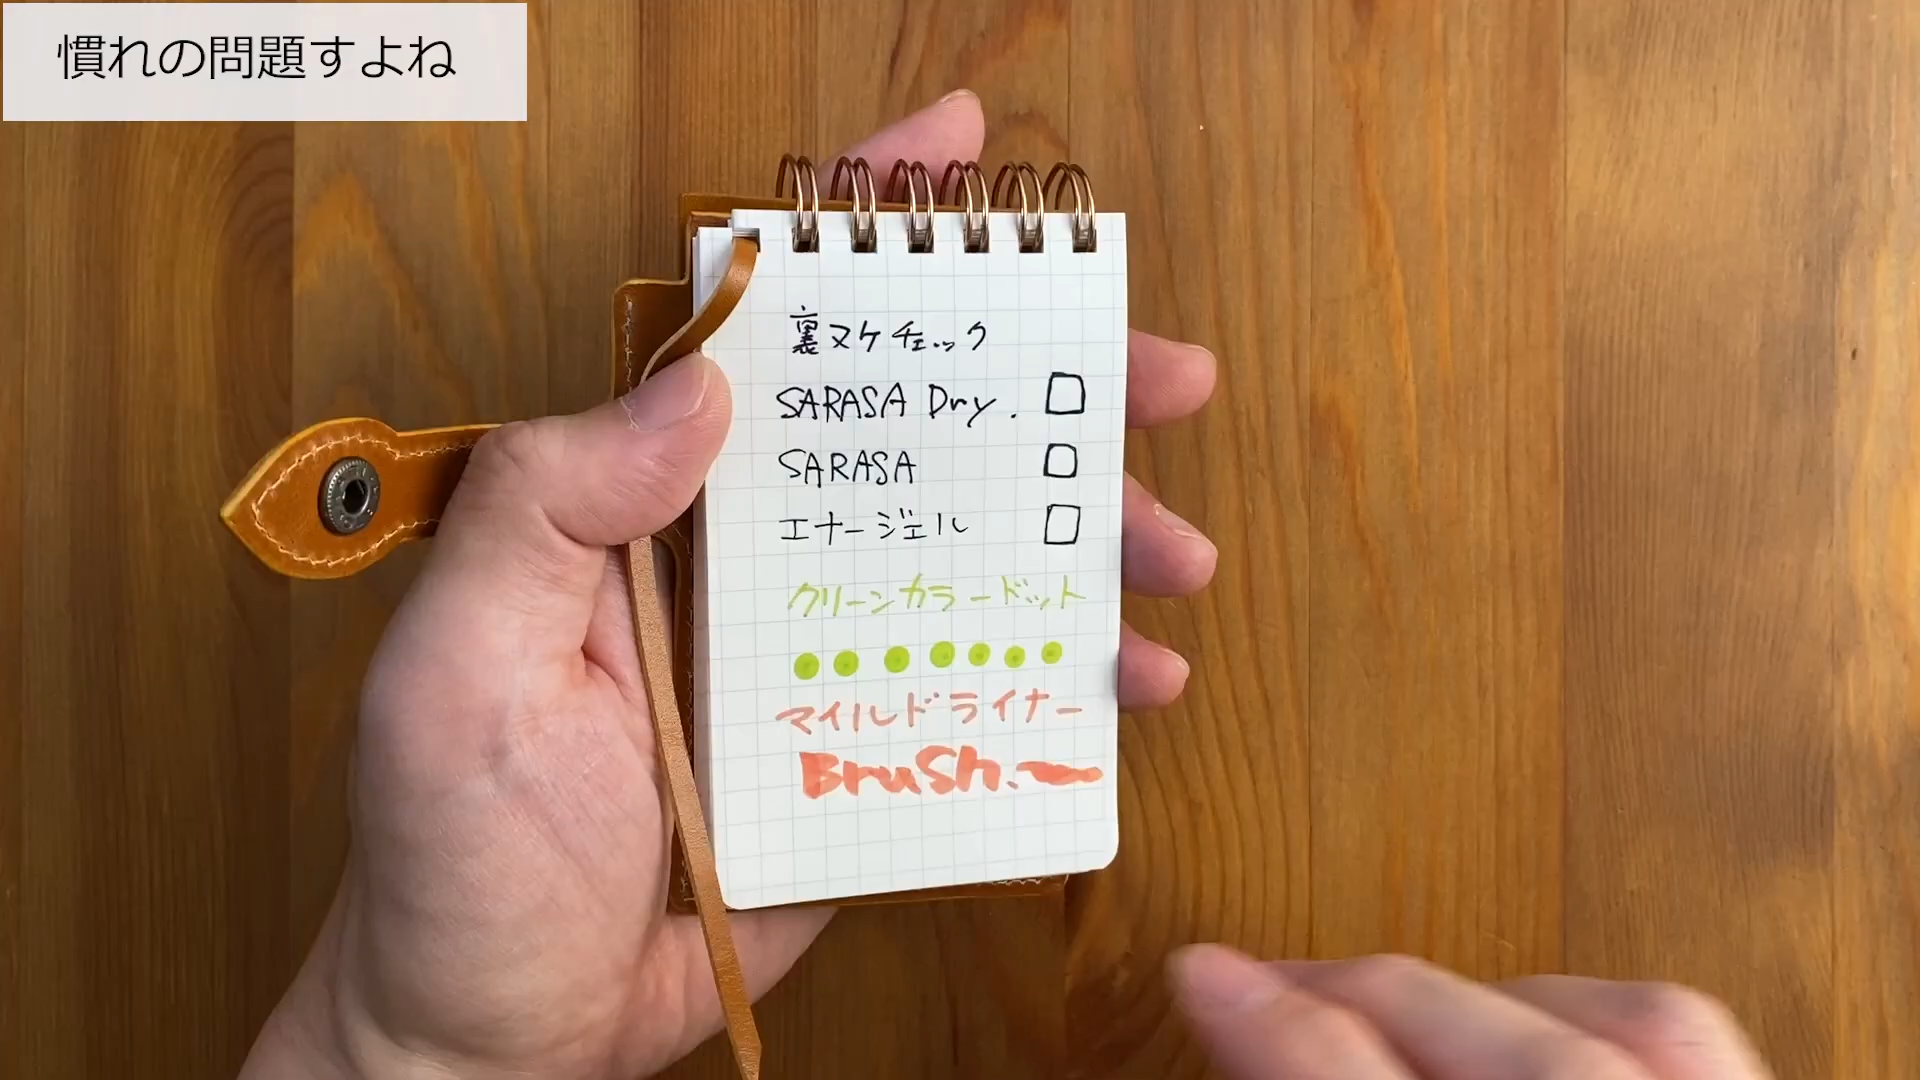 慣れの問題すよね
裏ヌケチェック
SARASA Dry. □
SARASA □
エナージェル □
クリーンカラードット
マイルドライナー
BruSh.